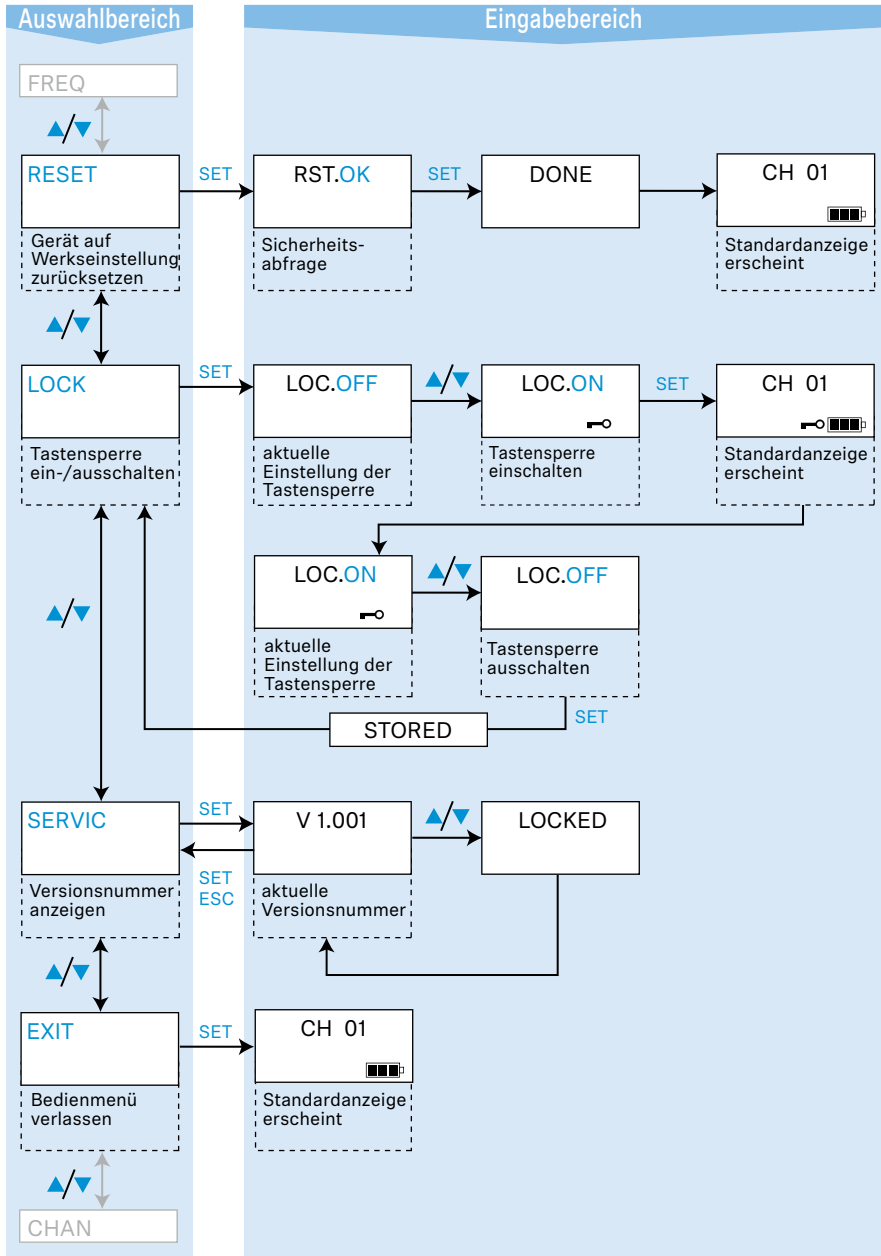 Auswahlbereich
Eingabebereich
FREQ
▲/▼
RESET
SET
RST.OK
SET
DONE
CH 01
Gerät auf
Werkseinstellung
zurücksetzen
Sicherheits-
abfrage
Standardanzeige
erscheint
▲/▼
LOCK
SET
LOC.OFF
▲/▼
LOC.ON
SET
CH 01
Tastensperre
ein-/ausschalten
aktuelle
Einstellung der
Tastensperre
Tastensperre
einschalten
Standardanzeige
erscheint
▲/▼
LOC.ON
▲/▼
LOC.OFF
aktuelle
Einstellung der
Tastensperre
Tastensperre
ausschalten
SET
STORED
SERVIC
SET
V 1.001
▲/▼
LOCKED
SET
ESC
Versionsnummer
anzeigen
aktuelle
Versionsnummer
▲/▼
EXIT
SET
CH 01
Bedienmenü
verlassen
Standardanzeige
erscheint
▲/▼
CHAN